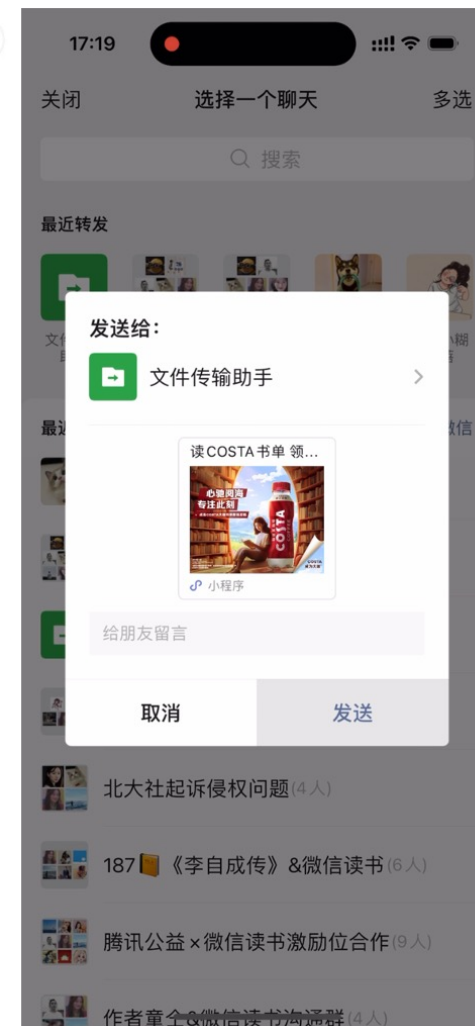 17:19
关闭
选择一个聊天
多选
搜索
最近转发
发送给：
文件传输助手
读COSTA书单 领...
心驰阅海
专注此刻
COSTA
小程序
给朋友留言
取消
发送
北大社起诉侵权问题(4人)
187📒《李自成传》&微信读书(6人)
腾讯公益×微信读书激励位合作(9人)
作者童仝&微信读书沟通群(4人)